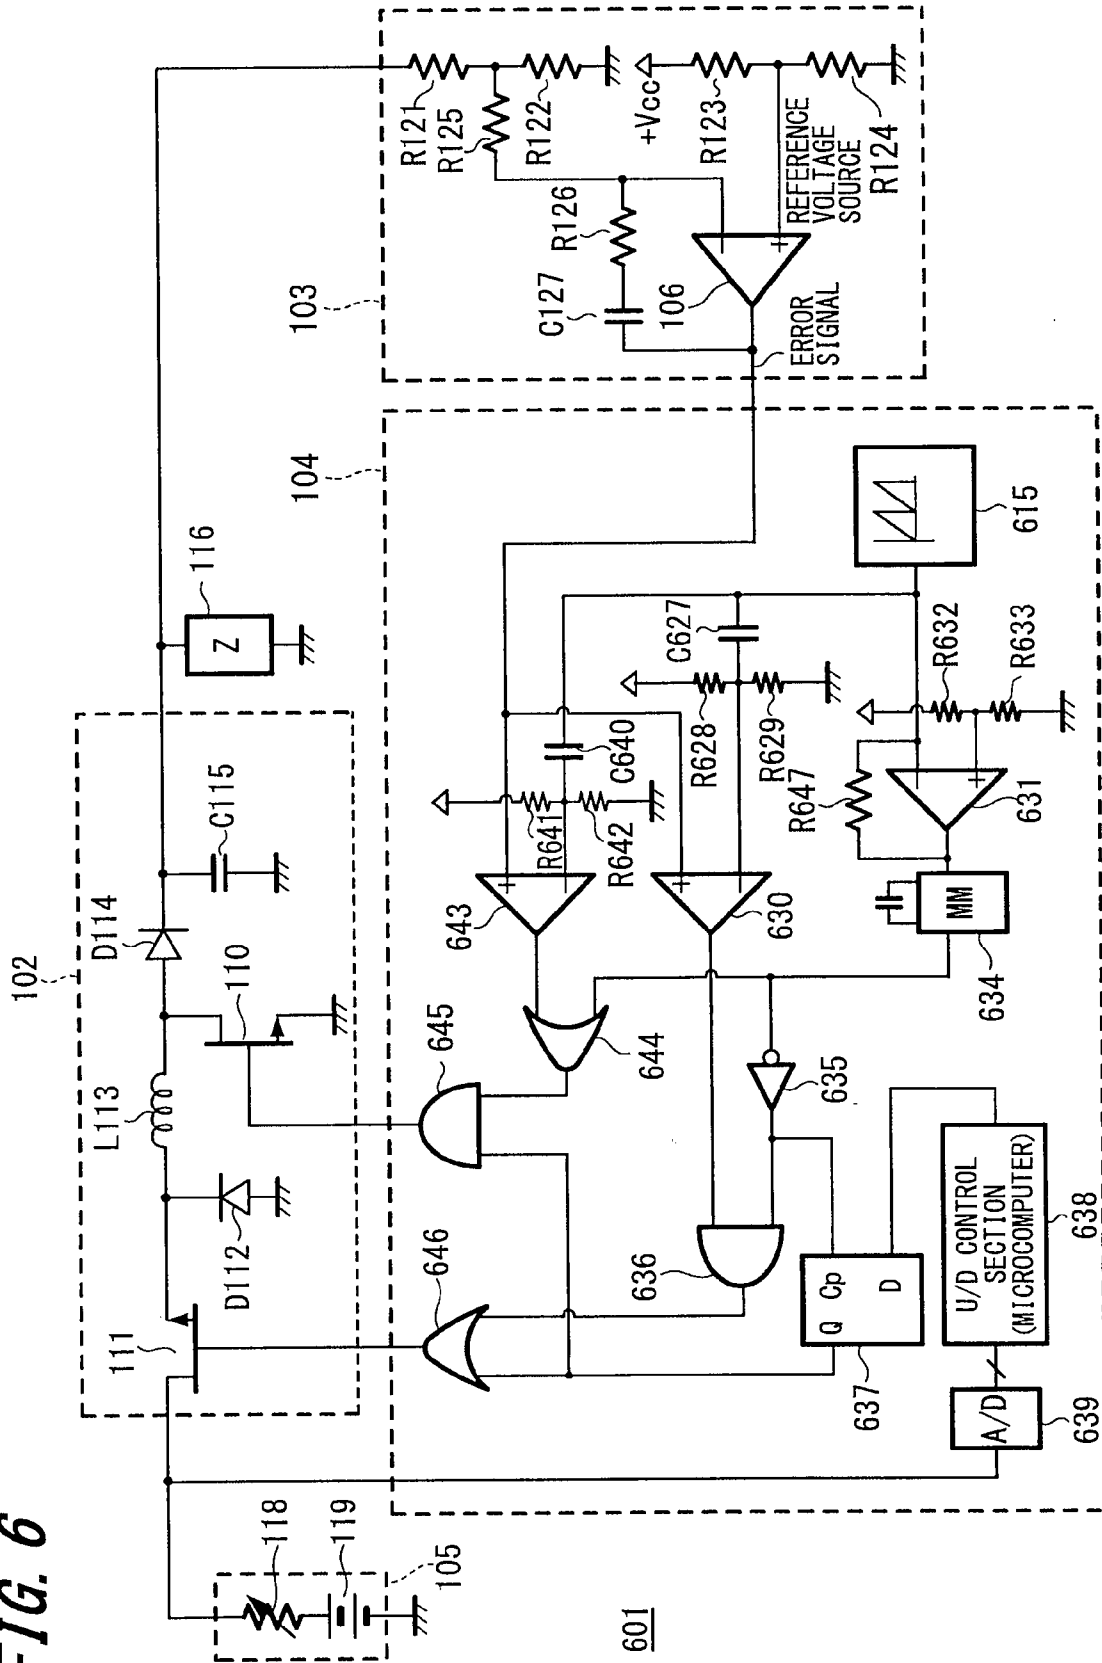 FIG. 6
601
105
118
119
102
111
D112
L113
110
D114
C115
116
Z
103
R121
R125
R122
+Vcc
R123
REFERENCE
VOLTAGE
SOURCE
R124
R126
C127
106
-
+
ERROR
SIGNAL
104
646
645
644
643
+
-
R641
R642
C640
C627
R628
R629
630
+
-
615
R632
R633
R647
631
-
+
MM
634
635
636
Q
Cp
D
637
U/D CONTROL
SECTION
(MICROCOMPUTER)
638
A/D
639